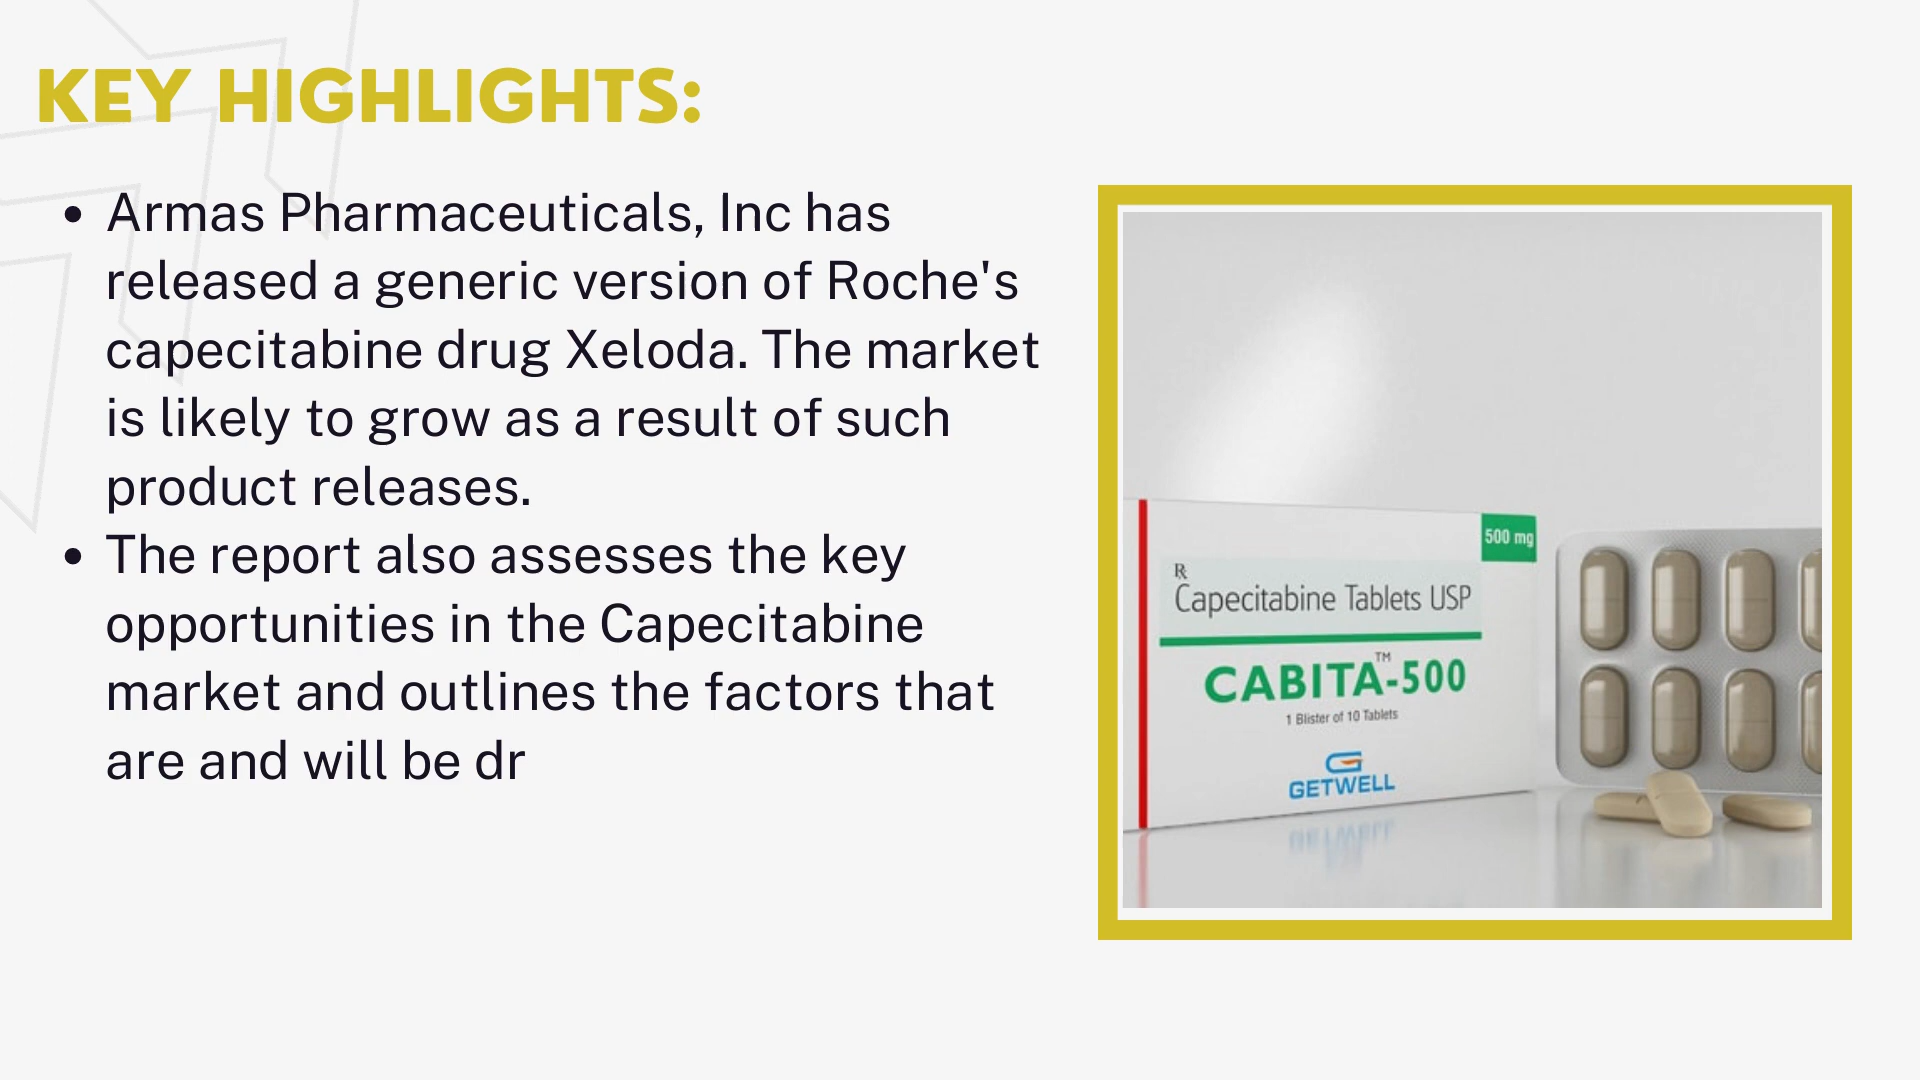 KEY HIGHLIGHTS:
• Armas Pharmaceuticals, Inc has
released a generic version of Roche's
capecitabine drug Xeloda. The market
is likely to grow as a result of such
product releases.
• The report also assesses the key
opportunities in the Capecitabine
market and outlines the factors that
are and will be dr
500 mg
℞
Capecitabine Tablets USP
CABITA™-500
1 Blister of 10 Tablets
G
GETWELL